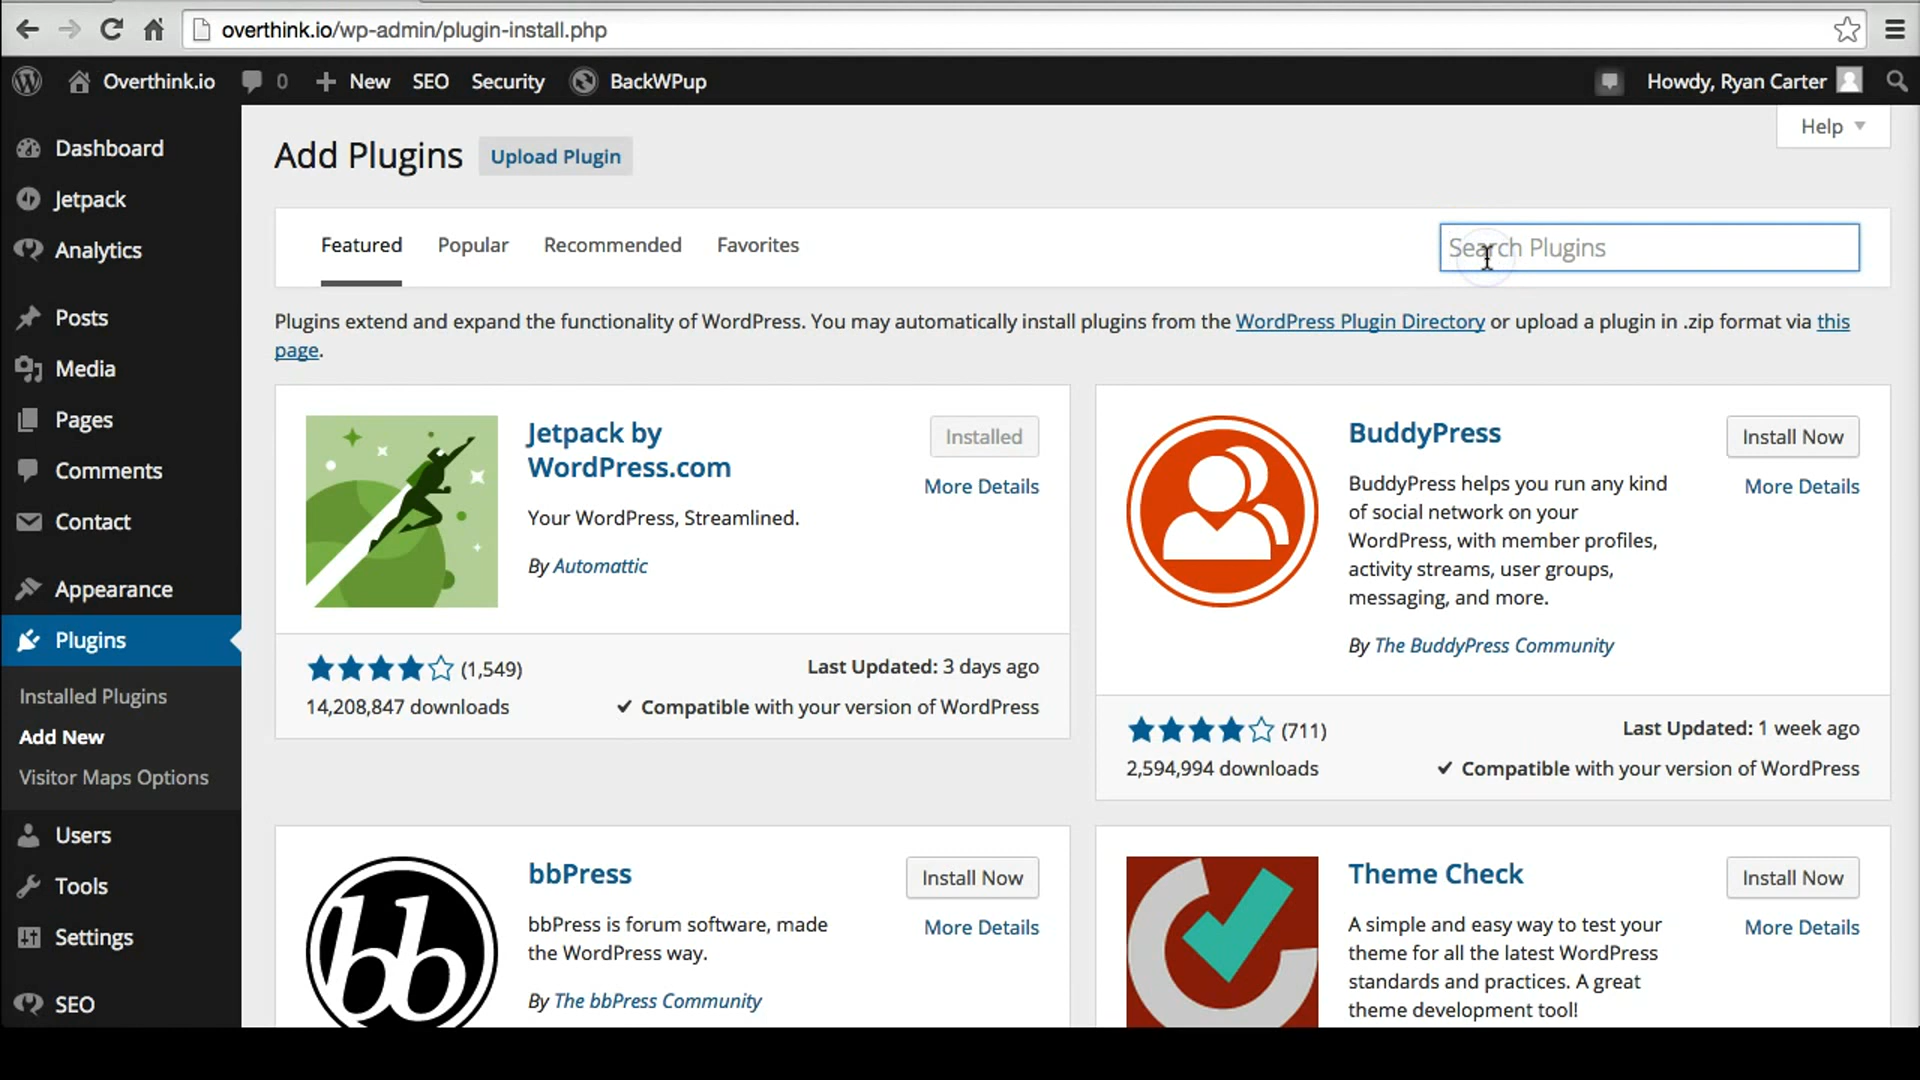 overthink.io/wp-admin/plugin-install.php
Overthink.io 0 New SEO Security BackWPup Howdy, Ryan Carter
Dashboard
Jetpack
Analytics
Posts
Media
Pages
Comments
Contact
Appearance
Plugins
Installed Plugins
Add New
Visitor Maps Options
Users
Tools
Settings
SEO
Help
Add Plugins Upload Plugin
Featured Popular Recommended Favorites Search Plugins
Plugins extend and expand the functionality of WordPress. You may automatically install plugins from the WordPress Plugin Directory or upload a plugin in .zip format via this
page.
Jetpack by
WordPress.com
Installed
More Details
Your WordPress, Streamlined.
By Automattic
(1,549)
Last Updated: 3 days ago
14,208,847 downloads
Compatible with your version of WordPress
BuddyPress
Install Now
More Details
BuddyPress helps you run any kind
of social network on your
WordPress, with member profiles,
activity streams, user groups,
messaging, and more.
By The BuddyPress Community
(711)
Last Updated: 1 week ago
2,594,994 downloads
Compatible with your version of WordPress
bb
bbPress
Install Now
More Details
bbPress is forum software, made
the WordPress way.
By The bbPress Community
Theme Check
Install Now
More Details
A simple and easy way to test your
theme for all the latest WordPress
standards and practices. A great
theme development tool!